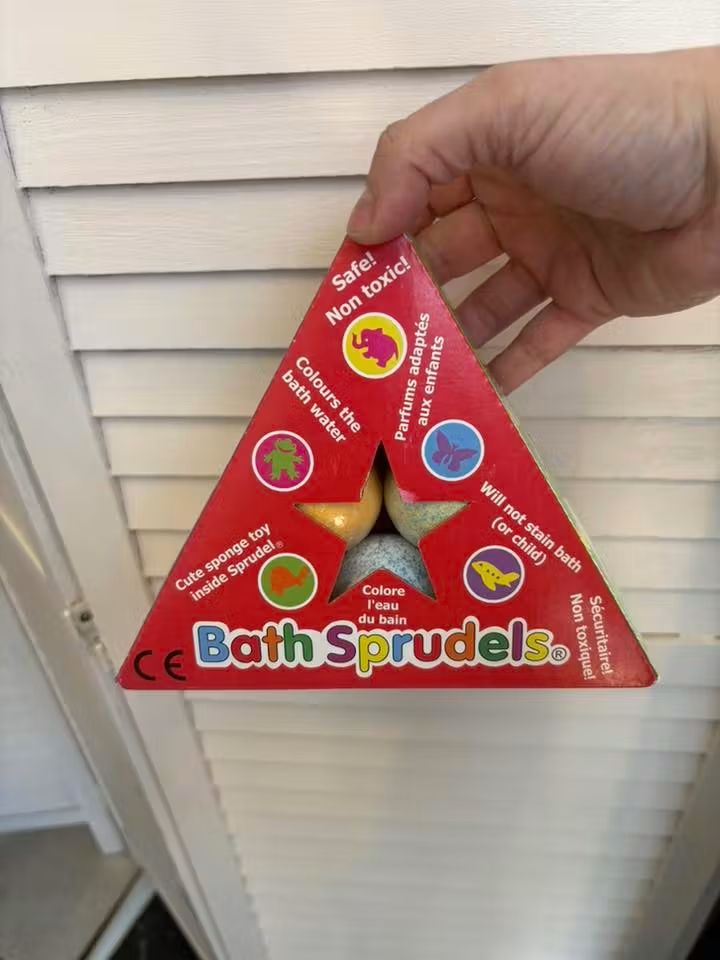 Safe!
Non toxic!
Parfums adaptés
aux enfants
Colours the
bath water
Will not stain bath
(or child)
Cute sponge toy
inside Sprudel®
Colore
l'eau
du bain
Sécuritaire!
Non toxique!
CE
Bath Sprudels®